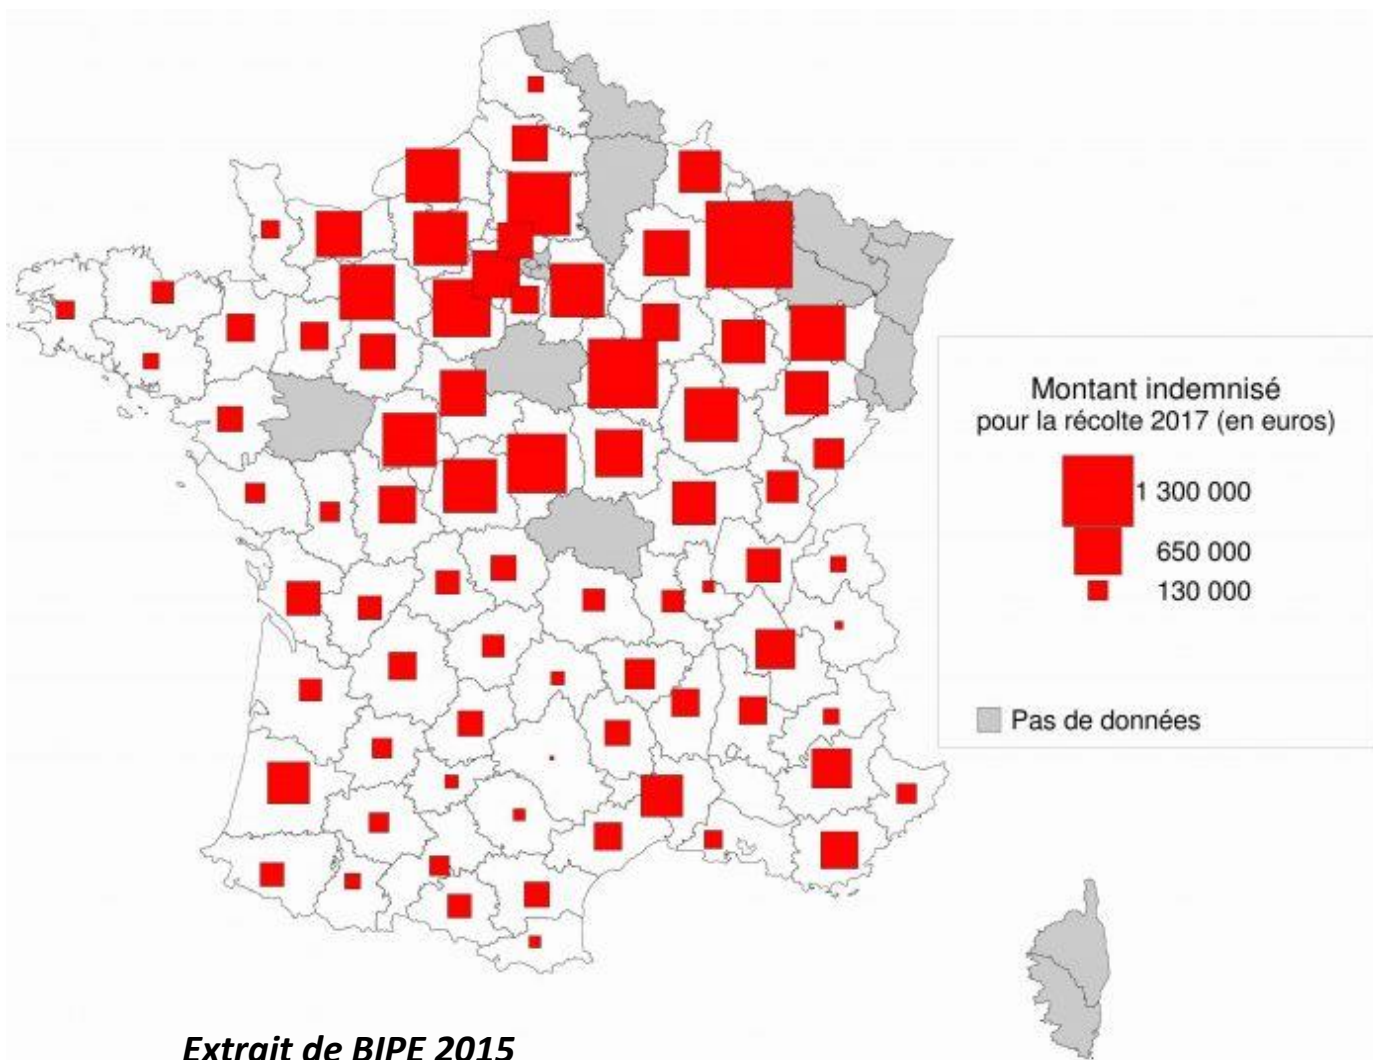 Montant indemnisé
pour la récolte 2017 (en euros)
1 300 000
650 000
130 000
Pas de données
Extrait de BIPE 2015